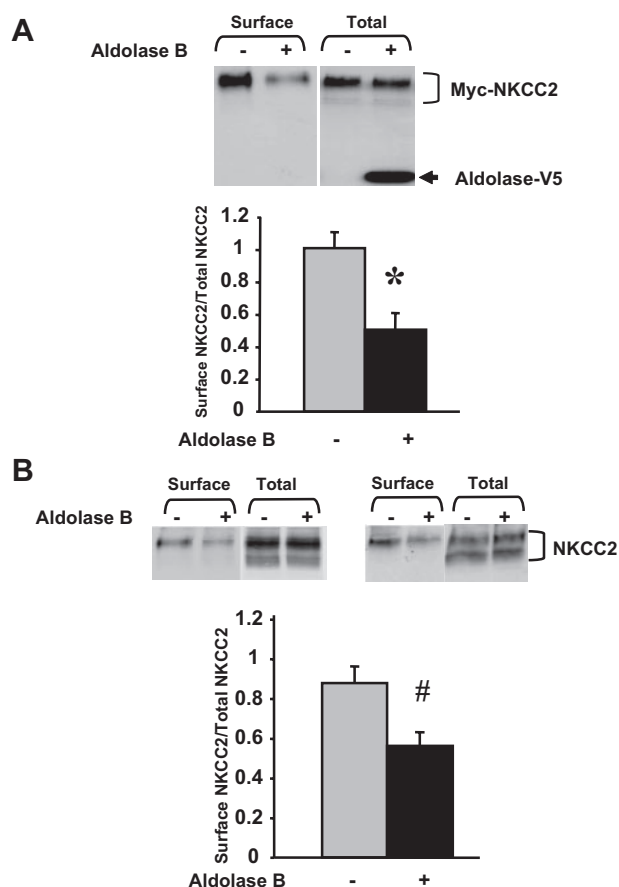 A
Surface Total
Aldolase B - + - +
Myc-NKCC2
Aldolase-V5
Surface NKCC2/Total NKCC2
1.2
1
0.8
0.6
0.4
0.2
0
*
Aldolase B - +
B
Surface Total Surface Total
Aldolase B - + - + - + - +
NKCC2
Surface NKCC2/Total NKCC2
1.2
1
0.8
0.6
0.4
0.2
0
#
Aldolase B - +